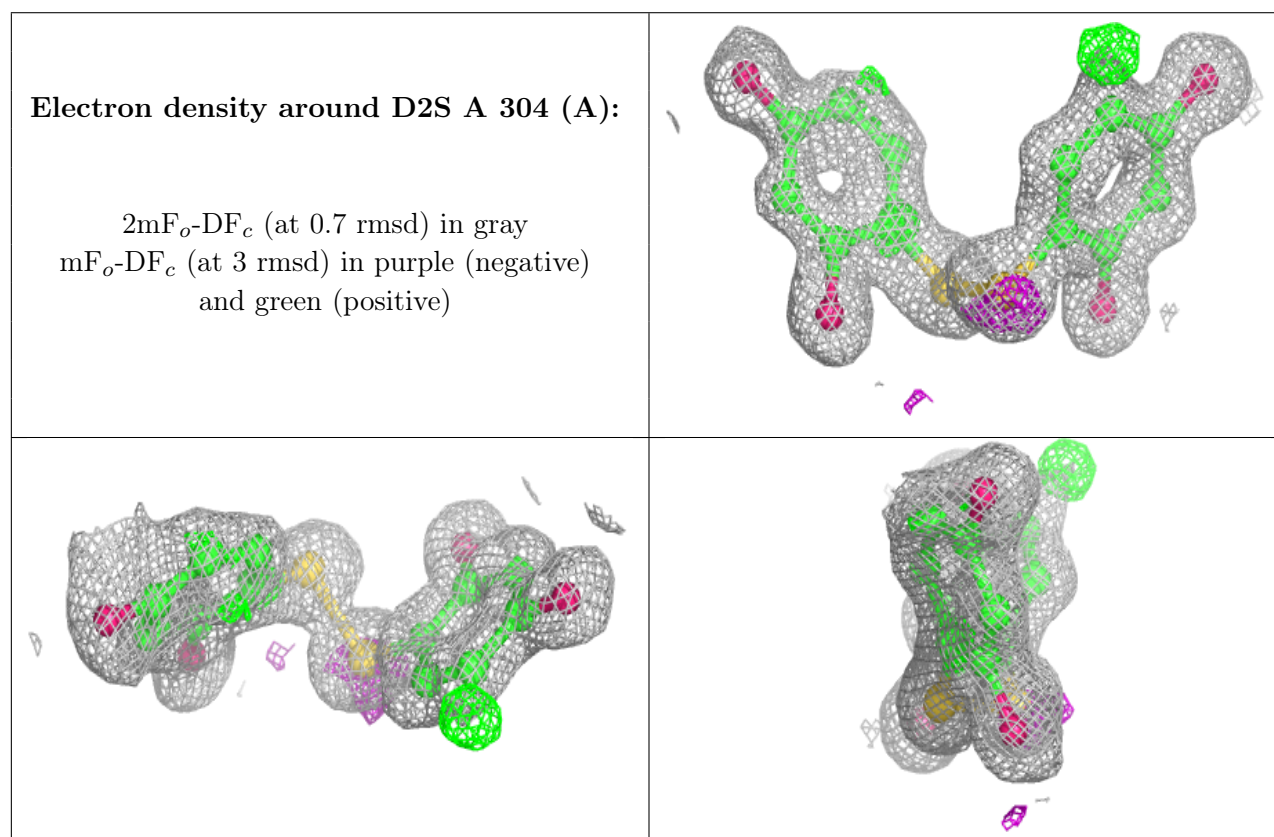 Electron density around D2S A 304 (A):
2mFₒ-DF𝒸 (at 0.7 rmsd) in gray
mFₒ-DF𝒸 (at 3 rmsd) in purple (negative)
and green (positive)